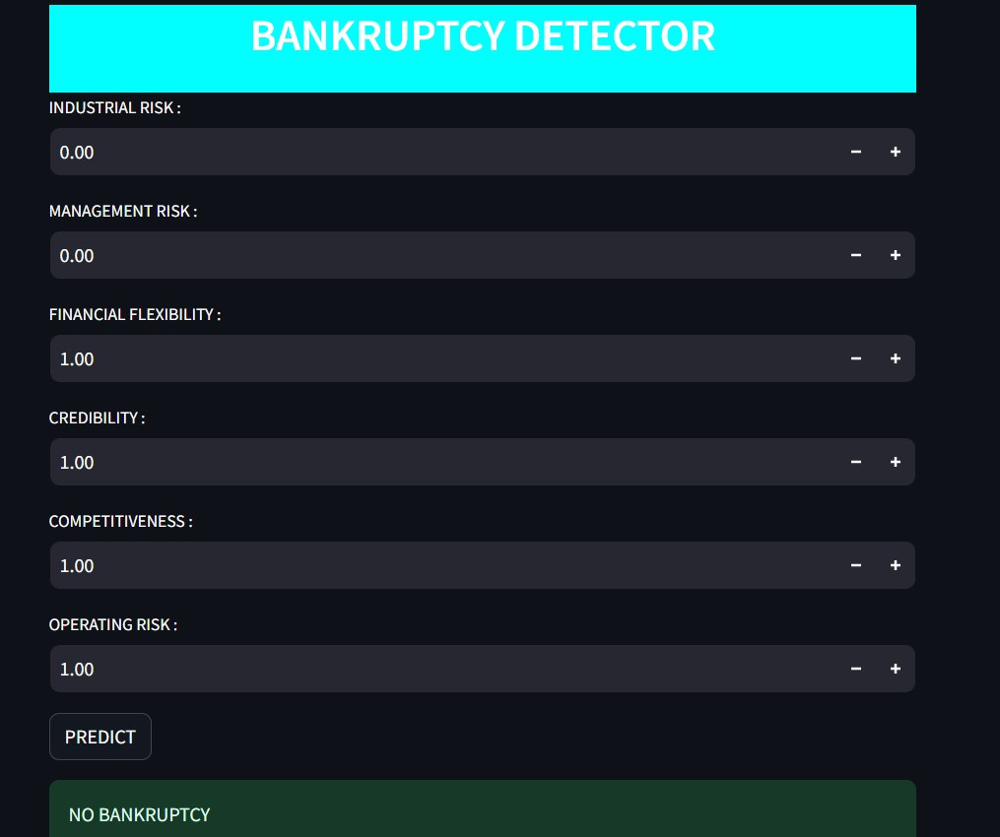 BANKRUPTCY DETECTOR
INDUSTRIAL RISK :
0.00
MANAGEMENT RISK :
0.00
FINANCIAL FLEXIBILITY :
1.00
CREDIBILITY :
1.00
COMPETITIVENESS :
1.00
OPERATING RISK :
1.00
PREDICT
NO BANKRUPTCY